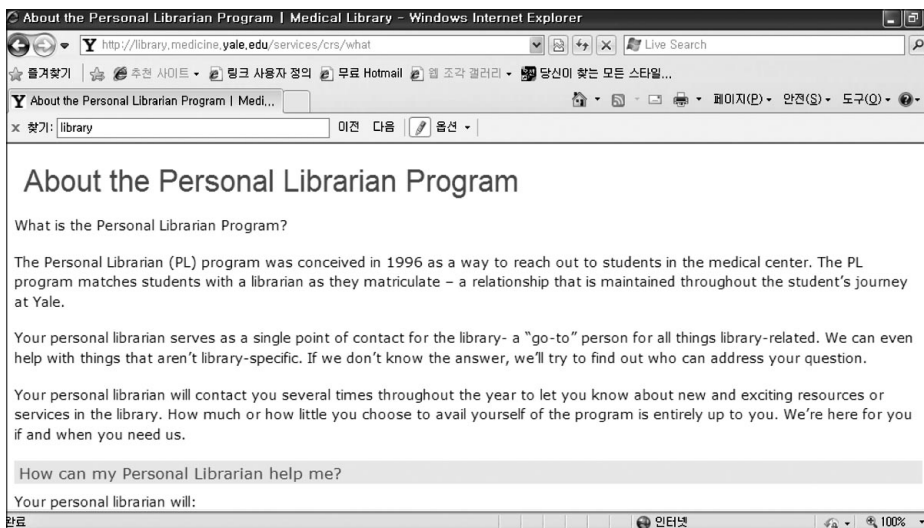 About the Personal Librarian Program | Medical Library - Windows Internet Explorer
http://library.medicine.yale.edu/services/crs/what
Live Search
즐겨찾기 추천 사이트 링크 사용자 정의 무료 Hotmail 웹 조각 갤러리 당신이 찾는 모든 스타일...
About the Personal Librarian Program | Medi...
페이지(P) 안전(S) 도구(O)
x 찾기: library 이전 다음 옵션
About the Personal Librarian Program
What is the Personal Librarian Program?
The Personal Librarian (PL) program was conceived in 1996 as a way to reach out to students in the medical center. The PL
program matches students with a librarian as they matriculate – a relationship that is maintained throughout the student's journey
at Yale.
Your personal librarian serves as a single point of contact for the library- a “go-to” person for all things library-related. We can even
help with things that aren't library-specific. If we don't know the answer, we'll try to find out who can address your question.
Your personal librarian will contact you several times throughout the year to let you know about new and exciting resources or
services in the library. How much or how little you choose to avail yourself of the program is entirely up to you. We're here for you
if and when you need us.
How can my Personal Librarian help me?
Your personal librarian will:
완료 인터넷 100%